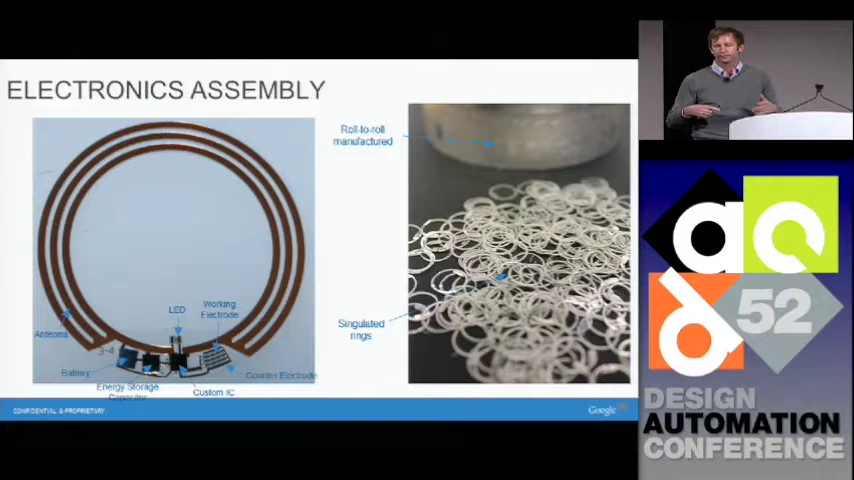 ELECTRONICS ASSEMBLY
Roll-to-roll
manufactured
LED
Working
Electrode
Antenna
Singulated
rings
Battery
Counter Electrode
Energy Storage
Capacitor
Custom IC
CONFIDENTIAL & PROPRIETARY
Google
dac
52
DESIGN
AUTOMATION
CONFERENCE